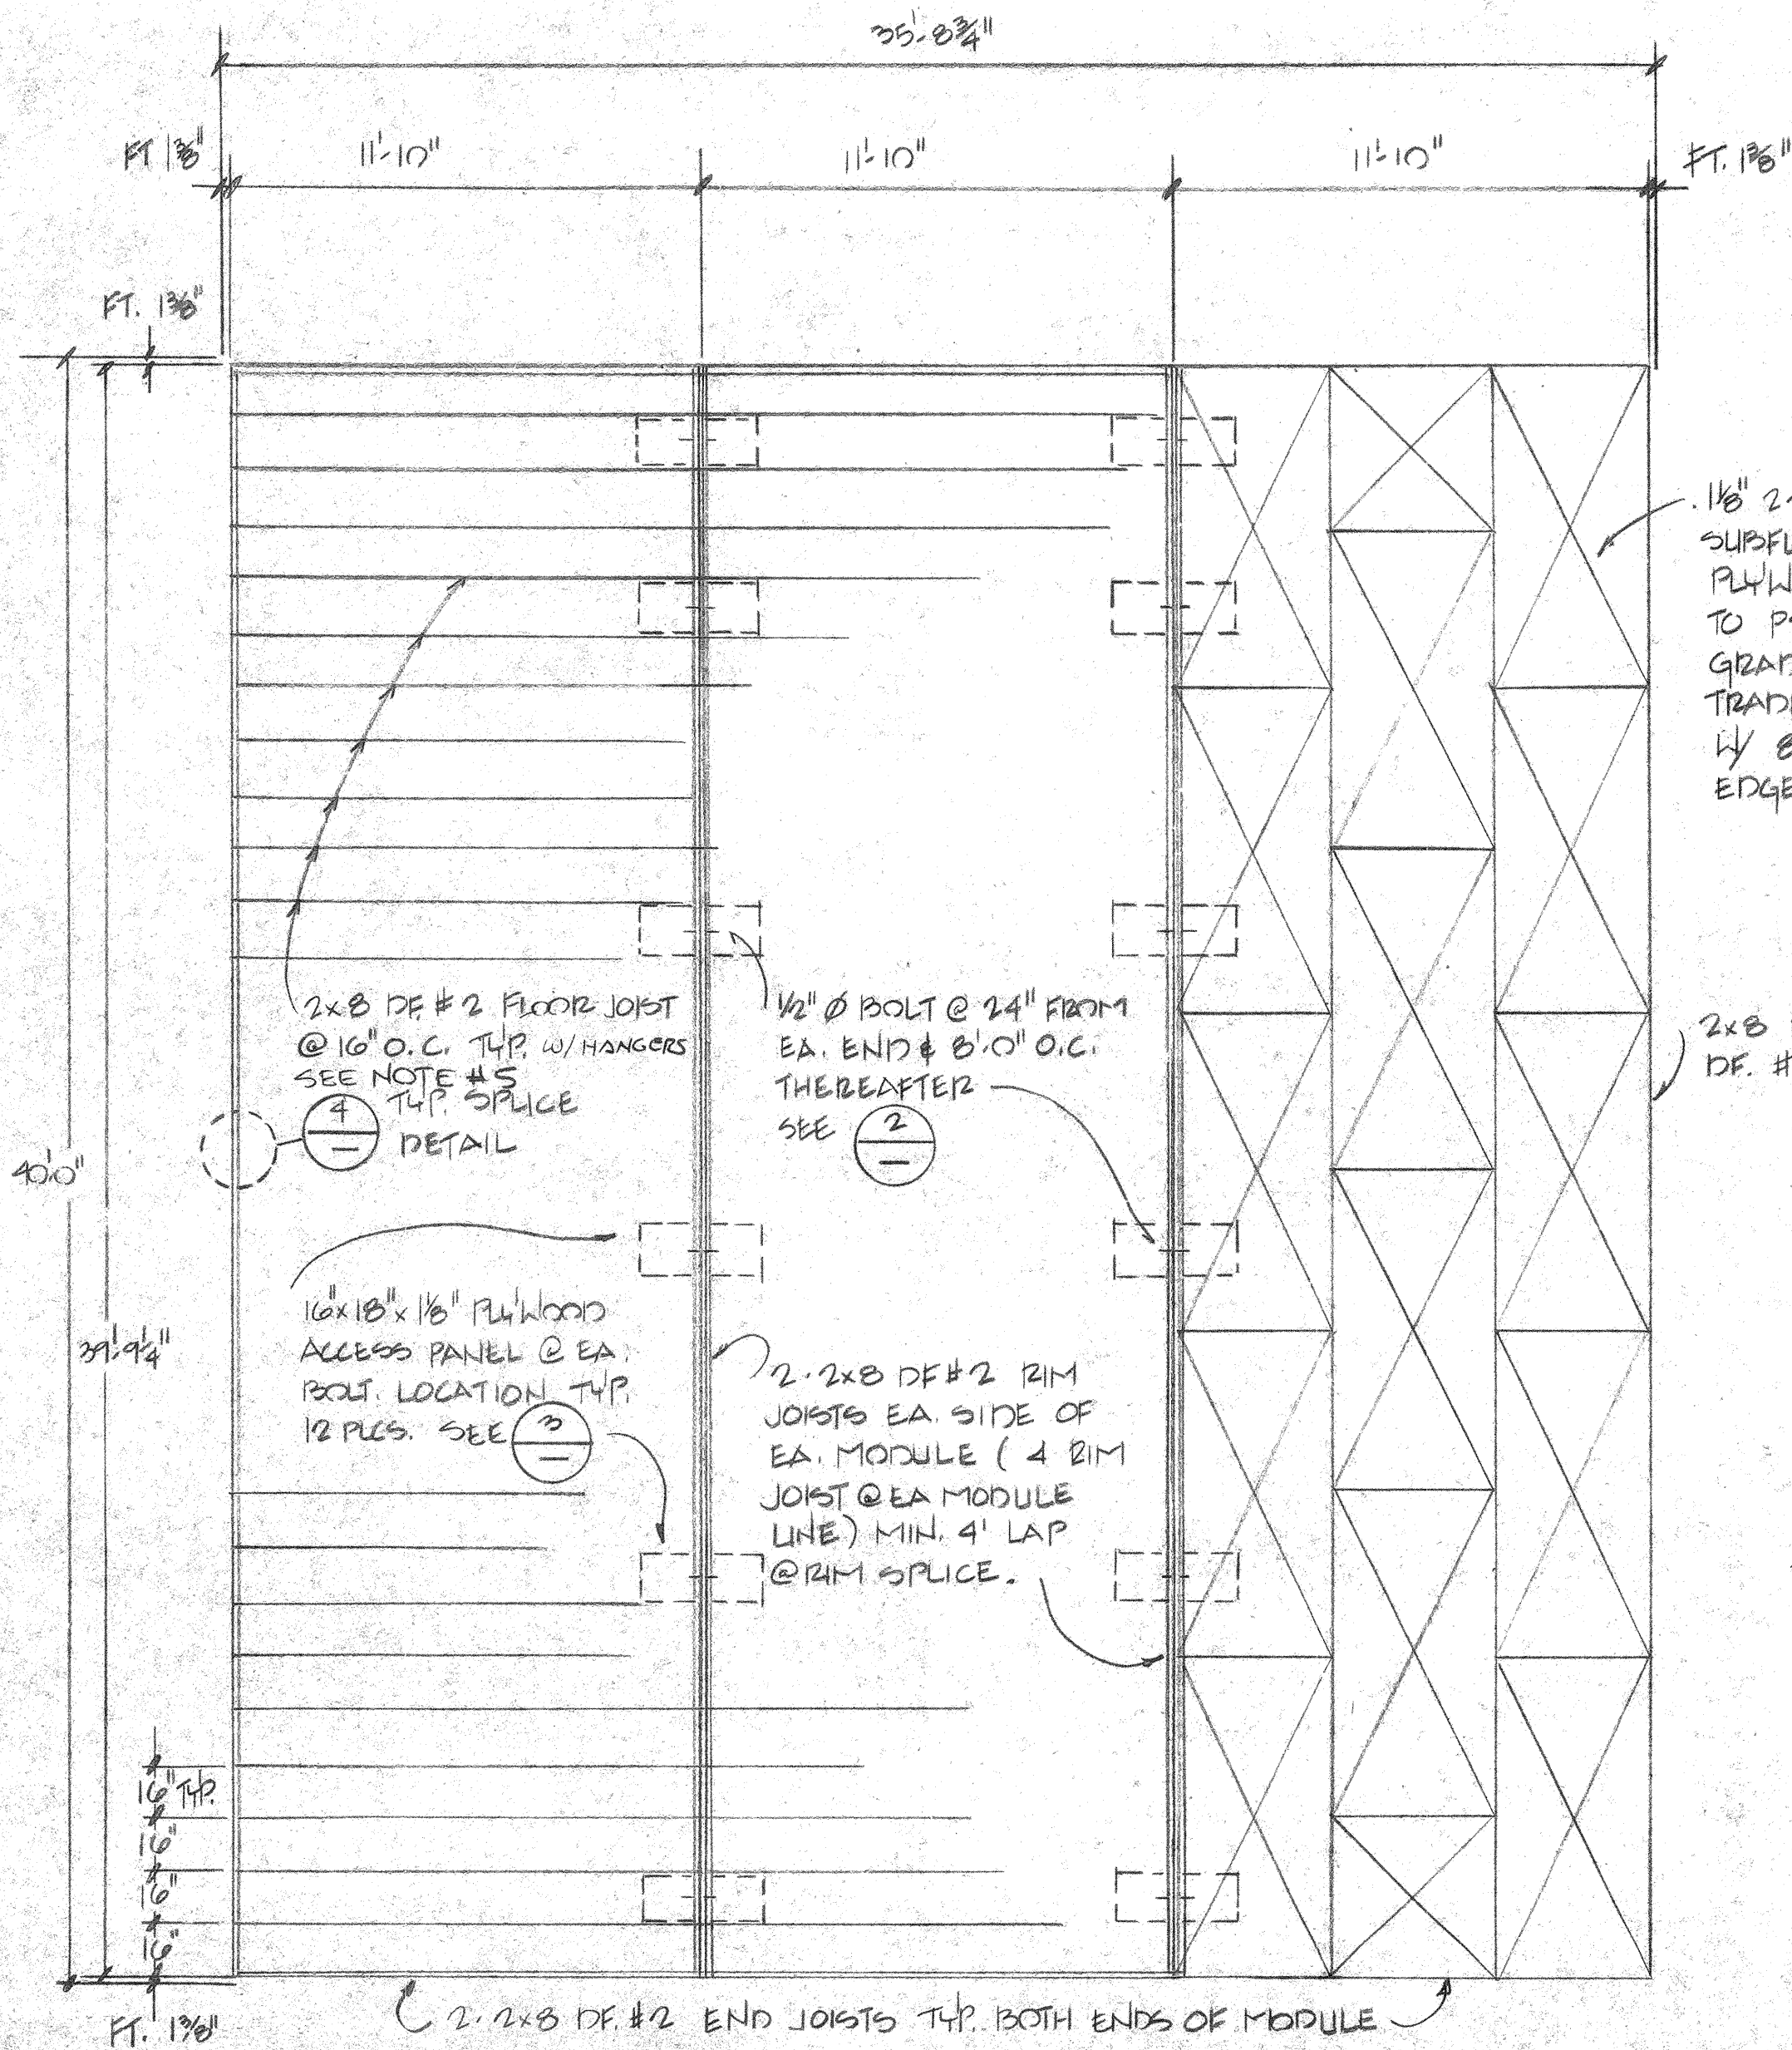 35'-8¾"
FT 1⅜"
11'-10"
11'-10"
11'-10"
FT. 1⅜"
FT. 1⅜"
.1⅛" 2-
SUBFL
PLYW
TO PS
GRAD
TRADE
W/ 8
EDGE
2x8 DF. #2 FLOOR JOIST
@ 16" O.C. TYP. W/ HANGERS
SEE NOTE #5
4
TYP. SPLICE
DETAIL
½" Ø BOLT @ 24" FROM
EA. END & 8'-0" O.C.
THEREAFTER
SEE 2
2x8
DF. #
40'-0"
39'-9¼"
16"x18"x1⅛" PLYWOOD
ACCESS PANEL @ EA.
BOLT. LOCATION TYP.
12 PLCS. SEE 3
2-2x8 DF #2 RIM
JOISTS EA. SIDE OF
EA. MODULE ( 4 RIM
JOIST @ EA MODULE
LINE) MIN. 4' LAP
@ RIM SPLICE.
16" TYP.
16"
16"
16"
FT. 1⅜"
2-2x8 DF. #2 END JOISTS TYP. BOTH ENDS OF MODULE